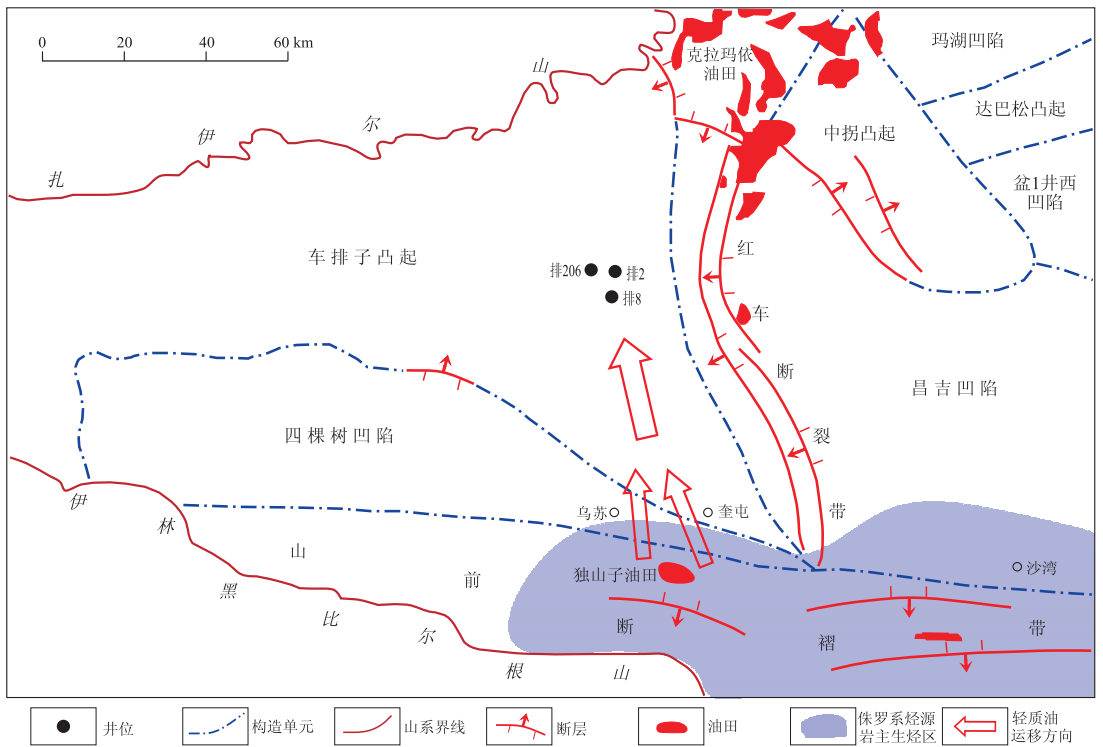 0 20 40 60 km
克拉玛依
油田
玛湖凹陷
达巴松凸起
中拐凸起
盆1井西
凹陷
扎 伊 尔 山
车排子凸起
排206
排2
排8
红 车 断 裂 带
昌吉凹陷
四棵树凹陷
乌苏
奎屯
沙湾
独山子油田
山 前 断 褶 带
伊 林 黑 比 尔 根 山
井位
构造单元
山系界线
断层
油田
侏罗系烃源
岩主生烃区
轻质油
运移方向